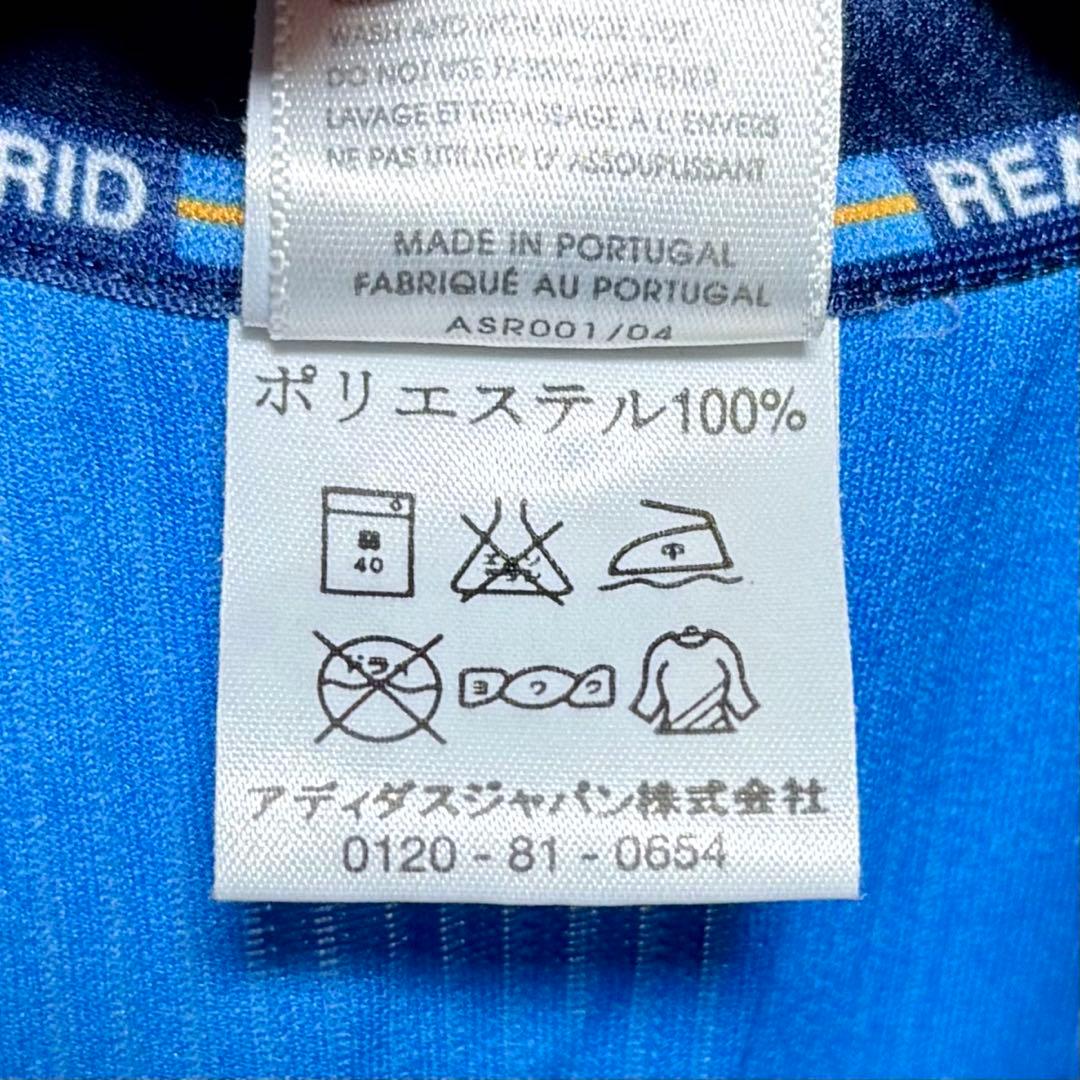 WASH AND IRON INSIDE OUT
DO NOT USE FABRIC SOFTENERS
LAVAGE ET REPASSAGE A L'ENVERS
NE PAS UTILISER D'ASSOUPLISSANT
RID
REA
MADE IN PORTUGAL
FABRIQUÉ AU PORTUGAL
ASR001/04
ポリエステル100%
40
中
ドライ
ヨワク
アディダスジャパン株式会社
0120-81-0654